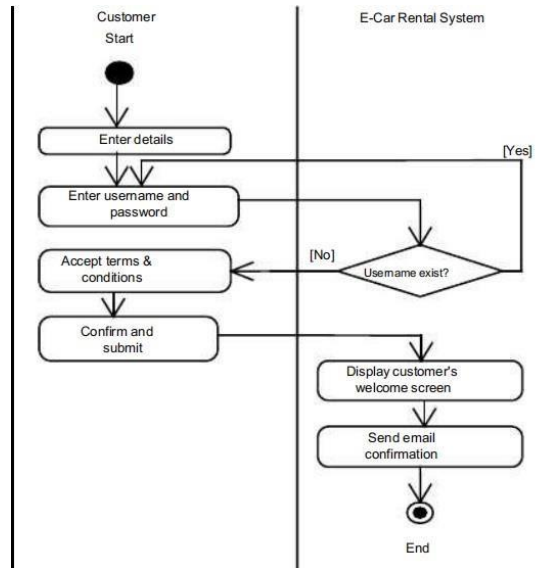 Customer
E-Car Rental System
Start
Enter details
[Yes]
Enter username and
password
[No]
Username exist?
Accept terms &
conditions
Confirm and
submit
Display customer's
welcome screen
Send email
confirmation
End